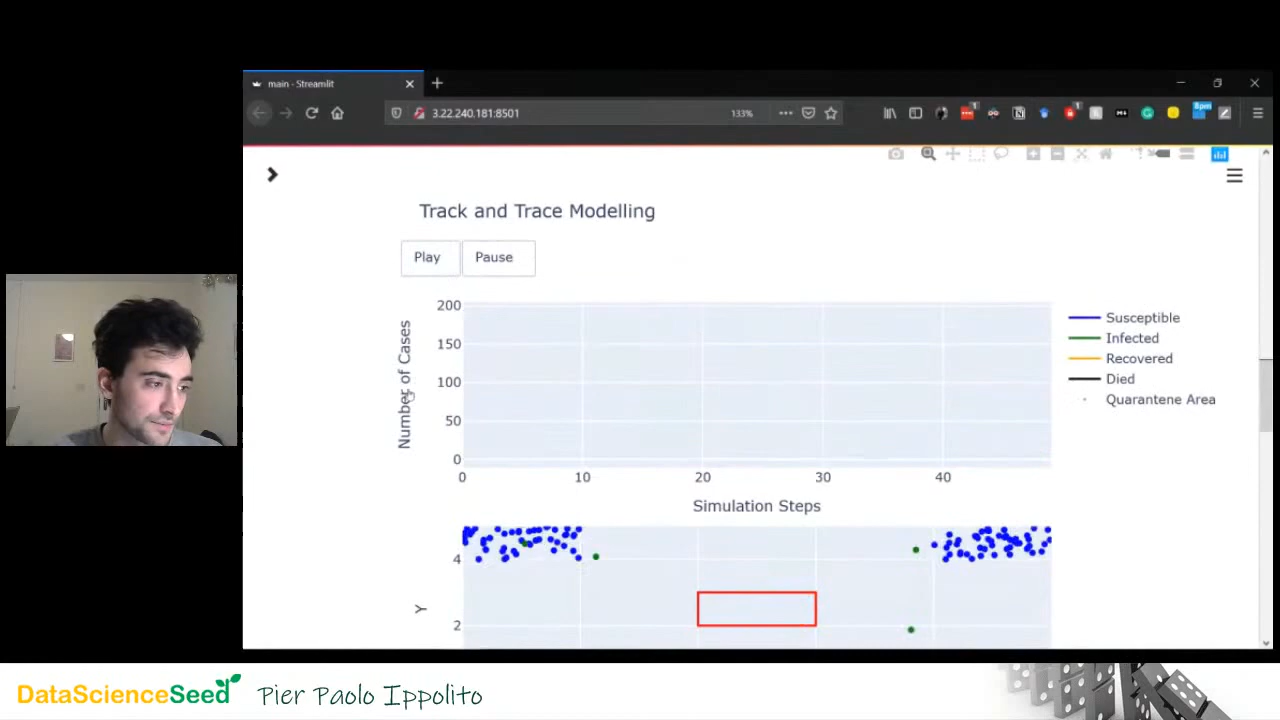 main - Streamlit
3.22.240.181:8501
133%
Track and Trace Modelling
Play
Pause
Number of Cases
200
150
100
50
0
0
10
20
30
40
Simulation Steps
Susceptible
Infected
Recovered
Died
Quarantene Area
Y
4
2
DataScienceSeed
Pier Paolo Ippolito